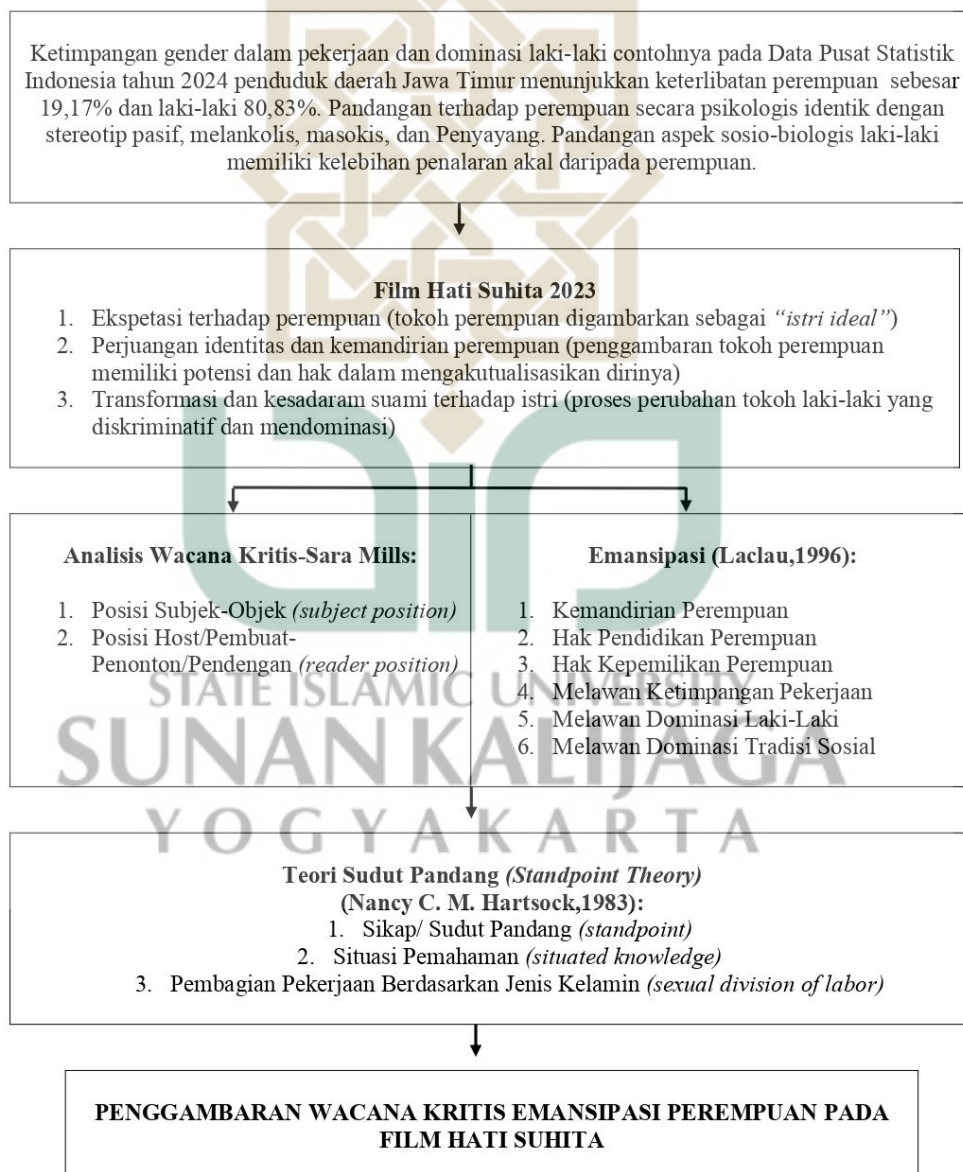 Ketimpangan gender dalam pekerjaan dan dominasi laki-laki contohnya pada Data Pusat Statistik
Indonesia tahun 2024 penduduk daerah Jawa Timur menunjukkan keterlibatan perempuan sebesar
19,17% dan laki-laki 80,83%. Pandangan terhadap perempuan secara psikologis identik dengan
stereotip pasif, melankolis, masokis, dan Penyayang. Pandangan aspek sosio-biologis laki-laki
memiliki kelebihan penalaran akal daripada perempuan.
Film Hati Suhita 2023
1. Ekspetasi terhadap perempuan (tokoh perempuan digambarkan sebagai “istri ideal”)
2. Perjuangan identitas dan kemandirian perempuan (penggambaran tokoh perempuan
memiliki potensi dan hak dalam mengakutualisasikan dirinya)
3. Transformasi dan kesadaram suami terhadap istri (proses perubahan tokoh laki-laki yang
diskriminatif dan mendominasi)
Analisis Wacana Kritis-Sara Mills:
1. Posisi Subjek-Objek (subject position)
2. Posisi Host/Pembuat-
Penonton/Pendengan (reader position)
Emansipasi (Laclau,1996):
1. Kemandirian Perempuan
2. Hak Pendidikan Perempuan
3. Hak Kepemilikan Perempuan
4. Melawan Ketimpangan Pekerjaan
5. Melawan Dominasi Laki-Laki
6. Melawan Dominasi Tradisi Sosial
STATE ISLAMIC UNIVERSITY
SUNAN KALIJAGA
YOGYAKARTA
Teori Sudut Pandang (Standpoint Theory)
(Nancy C. M. Hartsock,1983):
1. Sikap/ Sudut Pandang (standpoint)
2. Situasi Pemahaman (situated knowledge)
3. Pembagian Pekerjaan Berdasarkan Jenis Kelamin (sexual division of labor)
PENGGAMBARAN WACANA KRITIS EMANSIPASI PEREMPUAN PADA
FILM HATI SUHITA